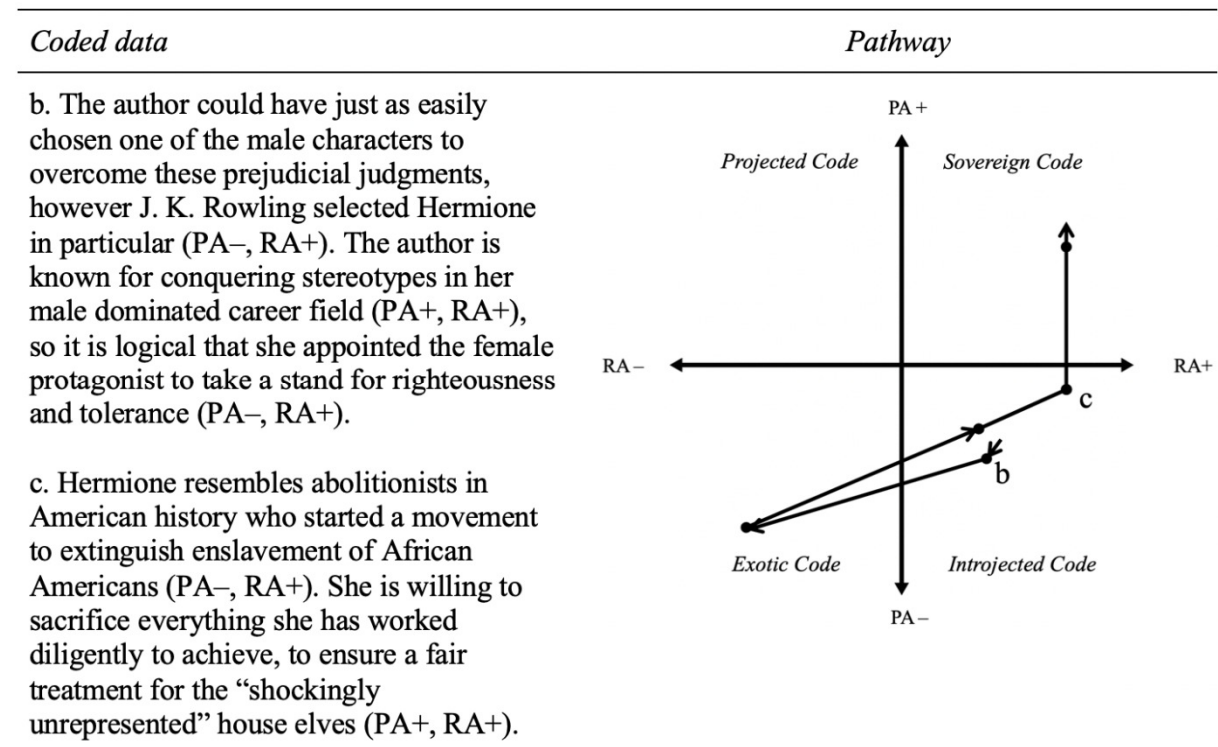 Coded data
Pathway
b. The author could have just as easily
chosen one of the male characters to
overcome these prejudicial judgments,
however J. K. Rowling selected Hermione
in particular (PA–, RA+). The author is
known for conquering stereotypes in her
male dominated career field (PA+, RA+),
so it is logical that she appointed the female
protagonist to take a stand for righteousness
and tolerance (PA–, RA+).
c. Hermione resembles abolitionists in
American history who started a movement
to extinguish enslavement of African
Americans (PA–, RA+). She is willing to
sacrifice everything she has worked
diligently to achieve, to ensure a fair
treatment for the “shockingly
unrepresented” house elves (PA+, RA+).
PA+
Projected Code
Sovereign Code
RA–
RA+
c
b
Exotic Code
Introjected Code
PA–